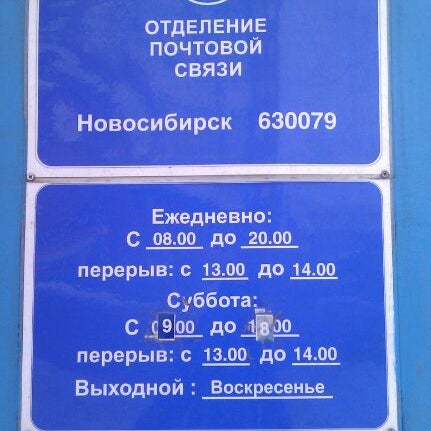 ОТДЕЛЕНИЕ
ПОЧТОВОЙ
СВЯЗИ
Новосибирск 630079
Ежедневно:
С 08.00 до 20.00
перерыв: с 13.00 до 14.00
Суббота:
С 09.00 до 18.00
перерыв: с 13.00 до 14.00
Выходной : Воскресенье